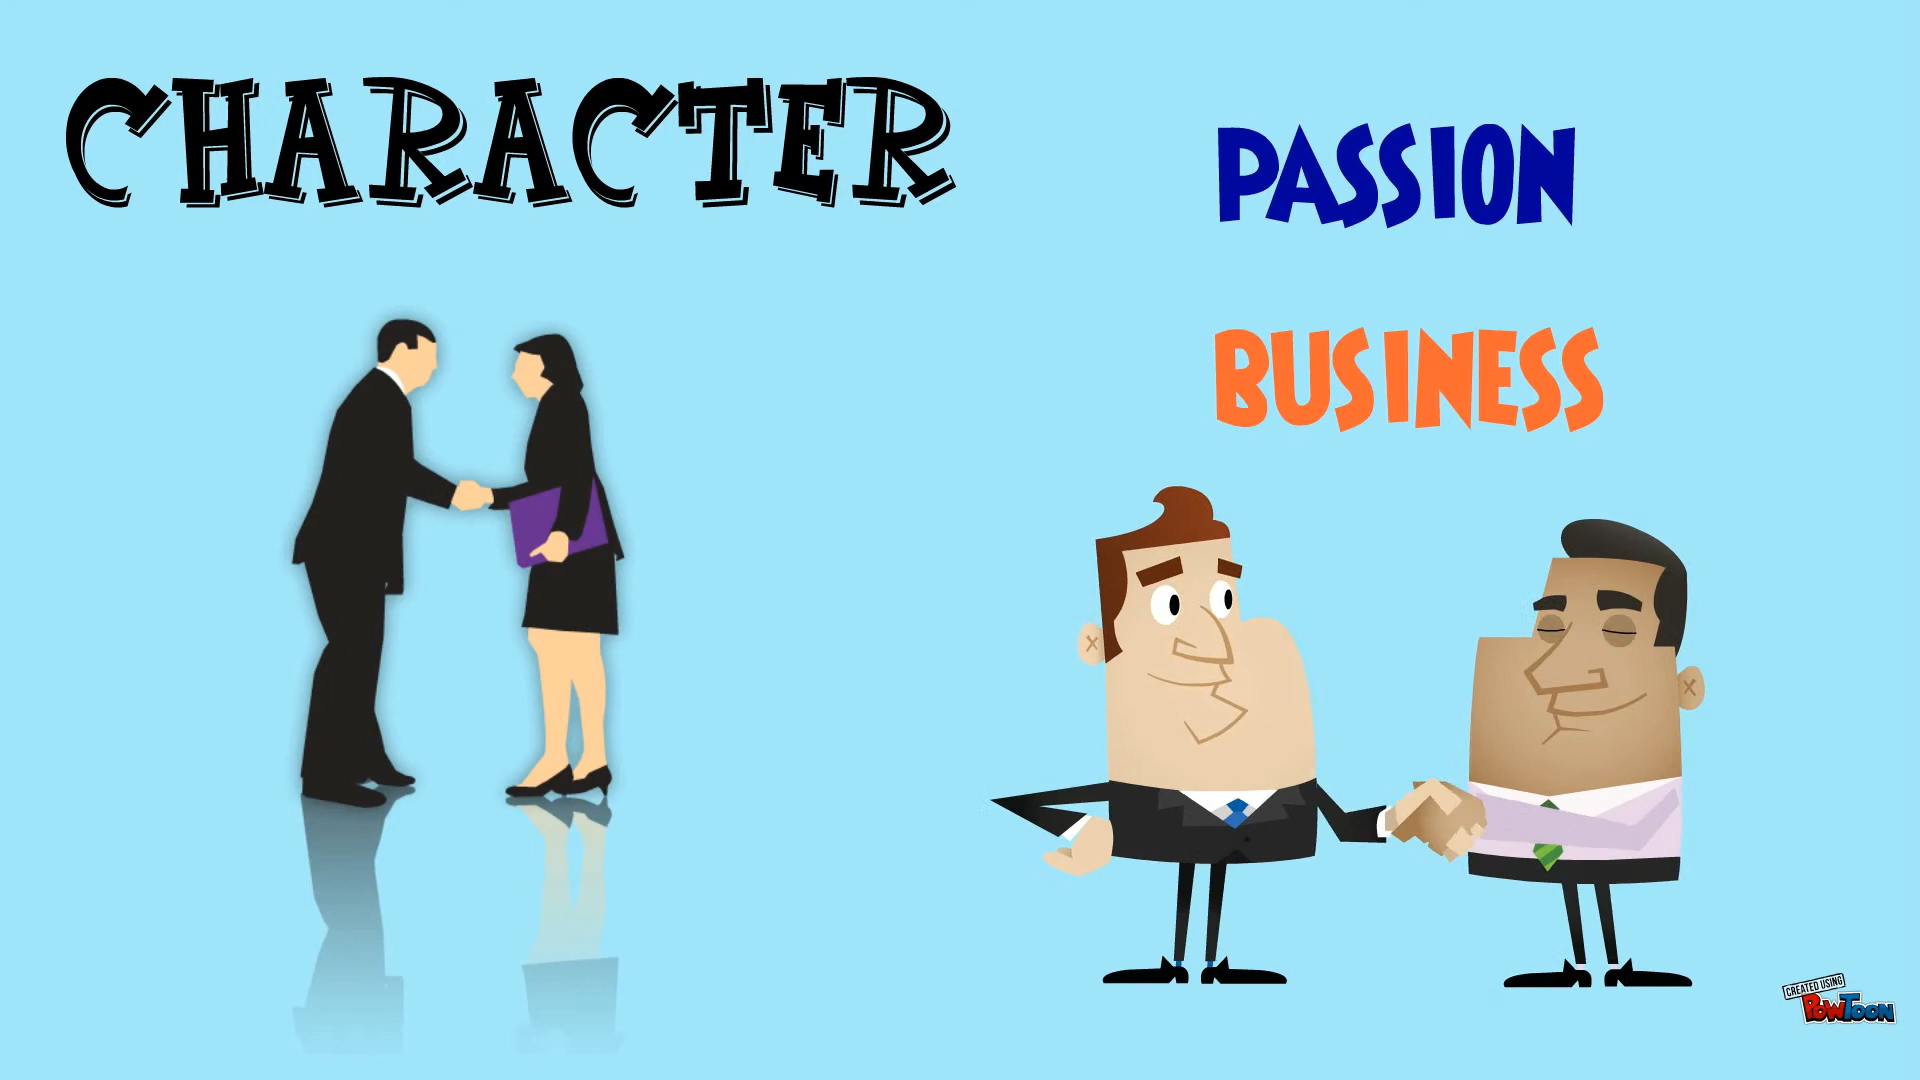 CHARACTER
PASSION
BUSINESS
CREATED USING
POWTOON